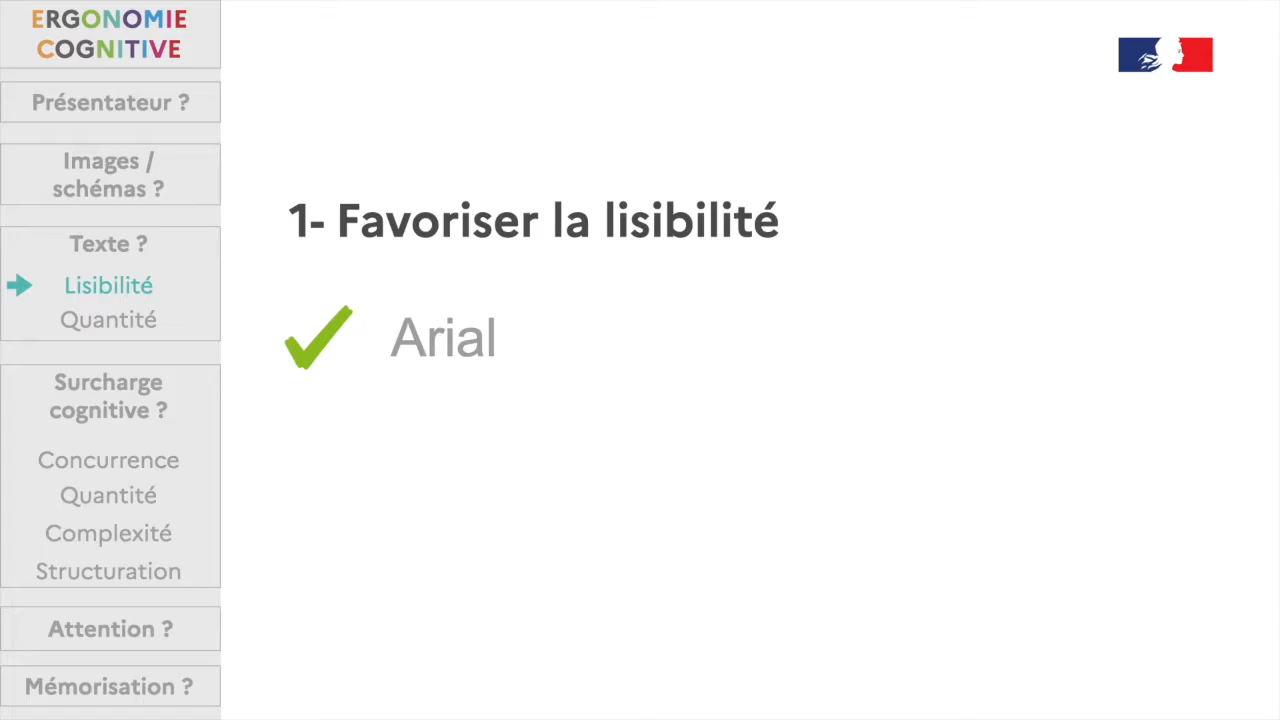 ERGONOMIE
COGNITIVE
Présentateur ?
Images /
schémas ?
Texte ?
Lisibilité
Quantité
Surcharge
cognitive ?
Concurrence
Quantité
Complexité
Structuration
Attention ?
Mémorisation ?
1- Favoriser la lisibilité
Arial